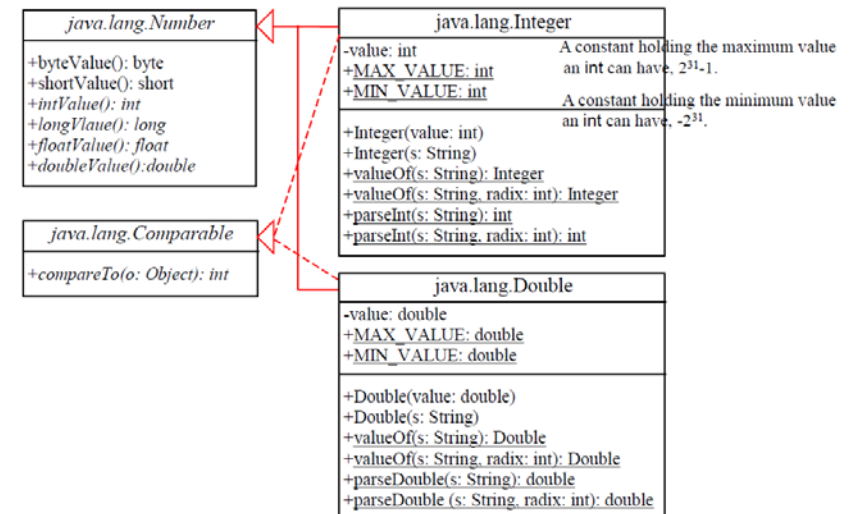 java.lang.Number
+byteValue(): byte
+shortValue(): short
+intValue(): int
+longVlaue(): long
+floatValue(): float
+doubleValue():double
java.lang.Comparable
+compareTo(o: Object): int
java.lang.Integer
-value: int
+MAX_VALUE: int
+MIN_VALUE: int
A constant holding the maximum value
an int can have, 2³¹-1.
A constant holding the minimum value
an int can have, -2³¹.
+Integer(value: int)
+Integer(s: String)
+valueOf(s: String): Integer
+valueOf(s: String, radix: int): Integer
+parseInt(s: String): int
+parseInt(s: String, radix: int): int
java.lang.Double
-value: double
+MAX_VALUE: double
+MIN_VALUE: double
+Double(value: double)
+Double(s: String)
+valueOf(s: String): Double
+valueOf(s: String, radix: int): Double
+parseDouble(s: String): double
+parseDouble (s: String, radix: int): double